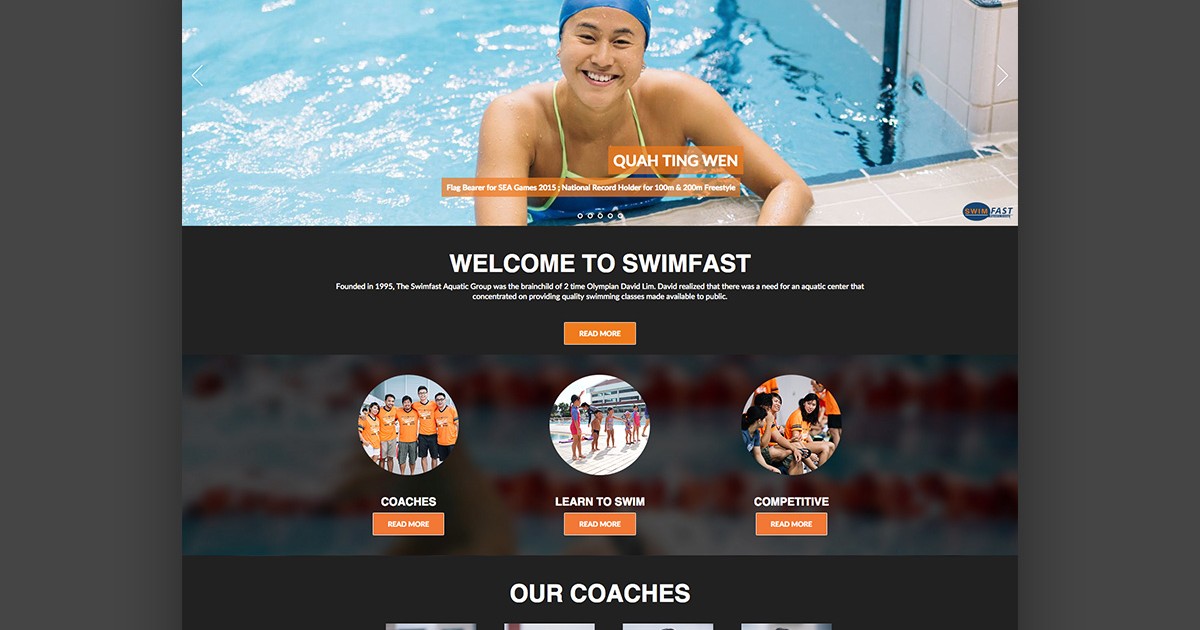 QUAH TING WEN
Flag Bearer for SEA Games 2015 ; National Record Holder for 100m & 200m Freestyle
SWIMFAST
WELCOME TO SWIMFAST
Founded in 1995, The Swimfast Aquatic Group was the brainchild of 2 time Olympian David Lim. David realized that there was a need for an aquatic center that
concentrated on providing quality swimming classes made available to public.
READ MORE
COACHES
LEARN TO SWIM
COMPETITIVE
READ MORE
READ MORE
READ MORE
OUR COACHES